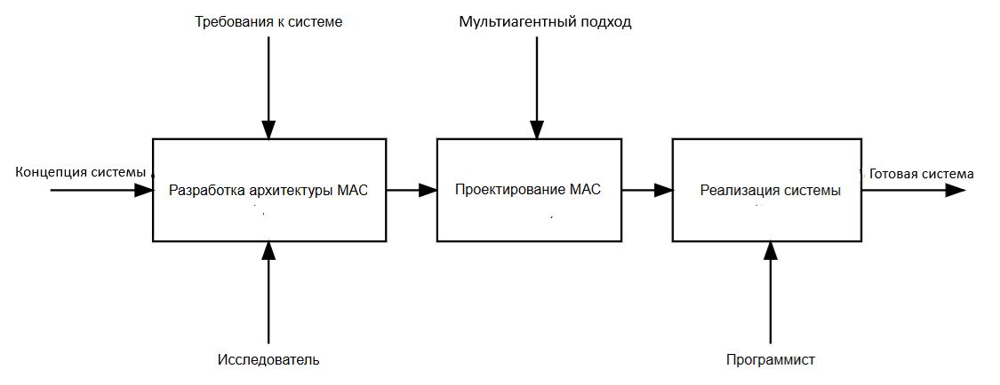 Требования к системе
Мультиагентный подход
Концепция системы
Разработка архитектуры МАС
Проектирование МАС
Реализация системы
Готовая система
Исследователь
Программист